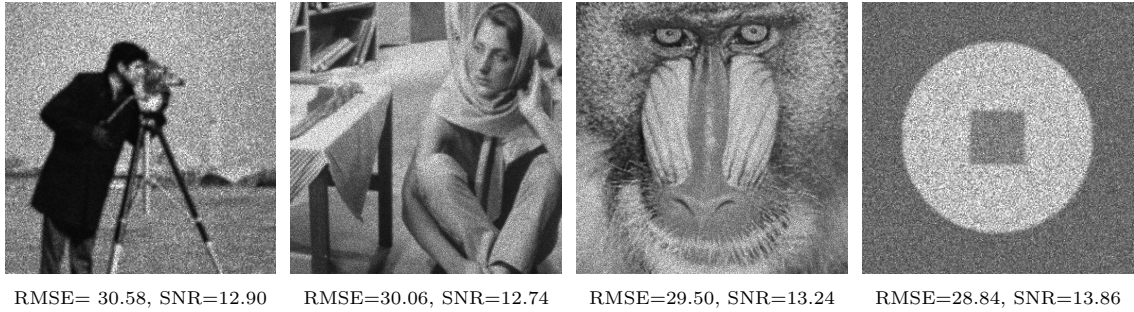 RMSE= 30.58, SNR=12.90
RMSE=30.06, SNR=12.74
RMSE=29.50, SNR=13.24
RMSE=28.84, SNR=13.86